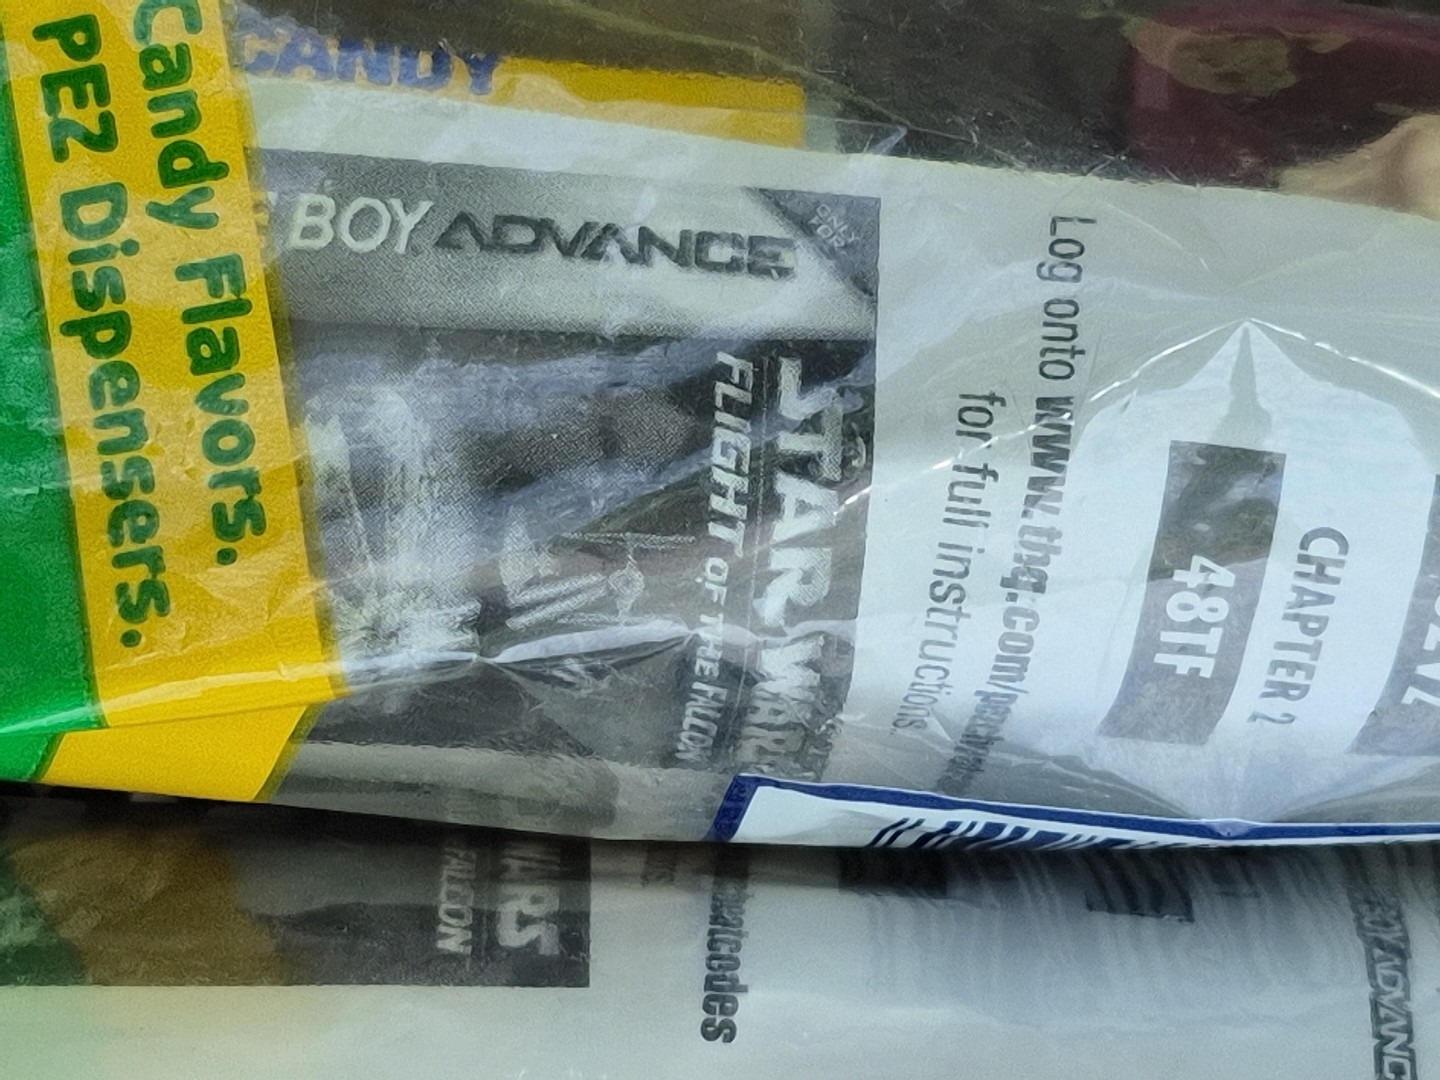 Candy Flavors.
PEZ Dispensers.
CANDY
BOY ADVANCE
ONLY FOR
STAR WARS
FLIGHT OF THE FALCON
Log onto www.thq.com/
for full instructions.
CHAPTER 2
48TF
WARS
FALCON